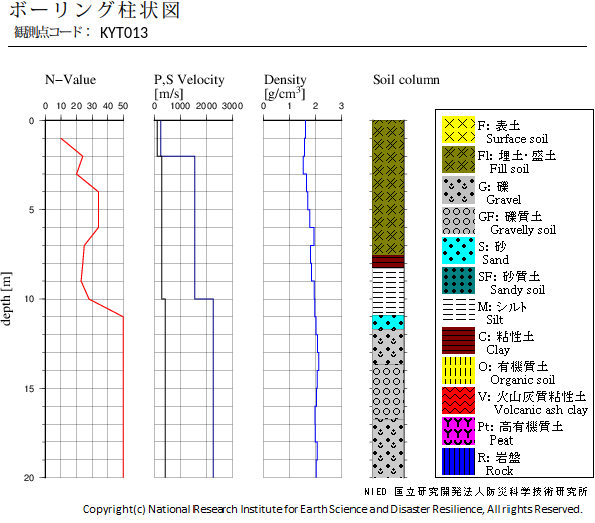 ボーリング柱状図
観測点コード： KYT013
N-Value P,S Velocity Density Soil column
[m/s] [g/cm³]
0 10 20 30 40 50 0 1000 2000 3000 0 1 2 3
0
5
10
15
20
depth [m]
F: 表土
Surface soil
Fl: 埋土・盛土
Fill soil
G: 礫
Gravel
GF: 礫質土
Gravelly soil
S: 砂
Sand
SF: 砂質土
Sandy soil
M: シルト
Silt
C: 粘性土
Clay
O: 有機質土
Organic soil
V: 火山灰質粘性土
Volcanic ash clay
Pt: 高有機質土
Peat
R: 岩盤
Rock
NIED 国立研究開発法人防災科学技術研究所
Copyright(c) National Research Institute for Earth Science and Disaster Resilience, All rights Reserved.